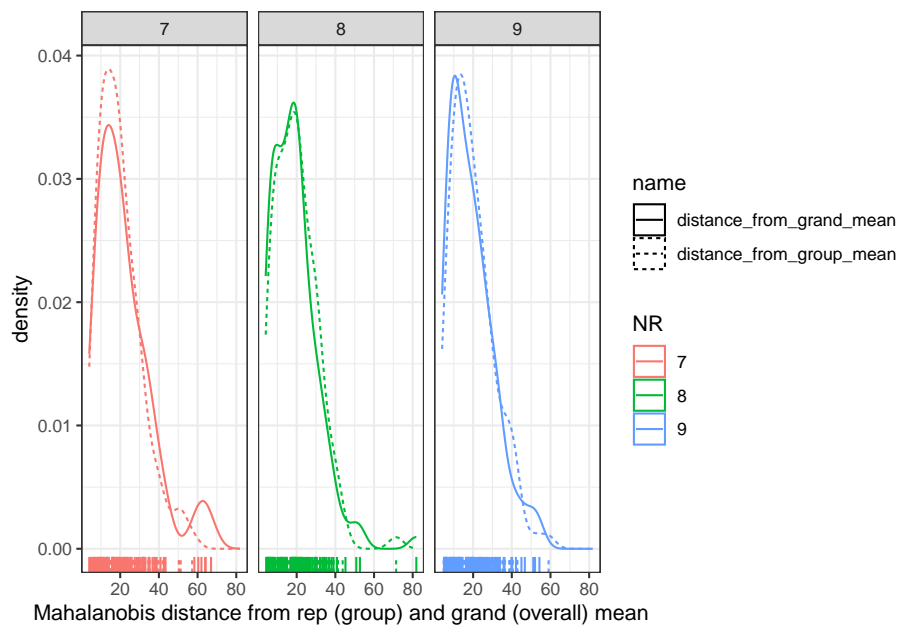 7 8 9
0.04
0.03
0.02
0.01
0.00
density
20 40 60 80 20 40 60 80 20 40 60 80
Mahalanobis distance from rep (group) and grand (overall) mean
name
distance_from_grand_mean
distance_from_group_mean
NR
7
8
9